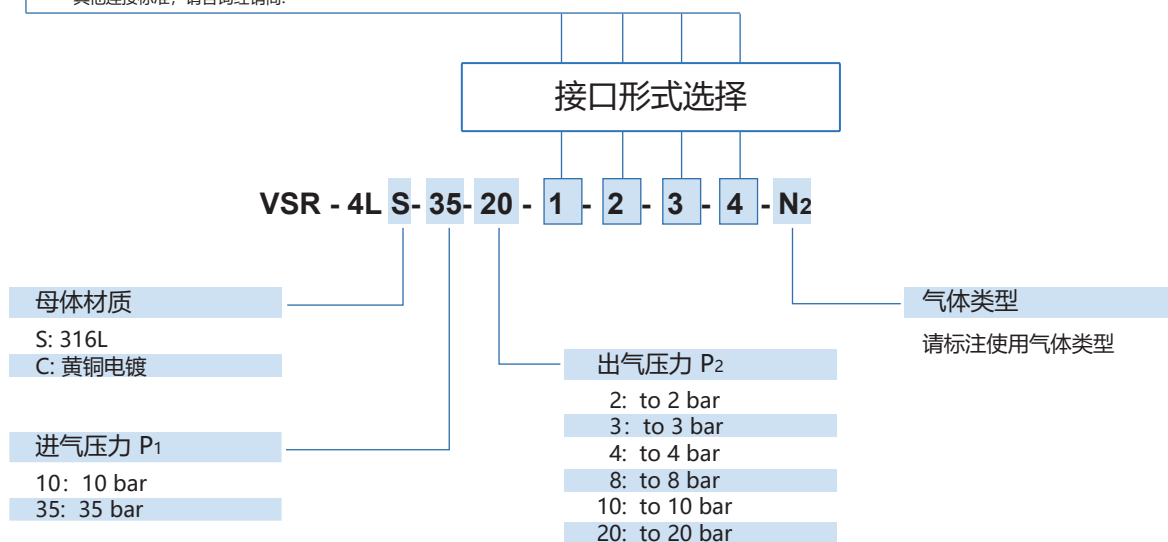 接口形式选择
VSR - 4L S- 35- 20 - 1 - 2 - 3 - 4 - N2
母体材质
S: 316L
C: 黄铜电镀
进气压力 P1
10: 10 bar
35: 35 bar
出气压力 P2
2: to 2 bar
3: to 3 bar
4: to 4 bar
8: to 8 bar
10: to 10 bar
20: to 20 bar
气体类型
请标注使用气体类型